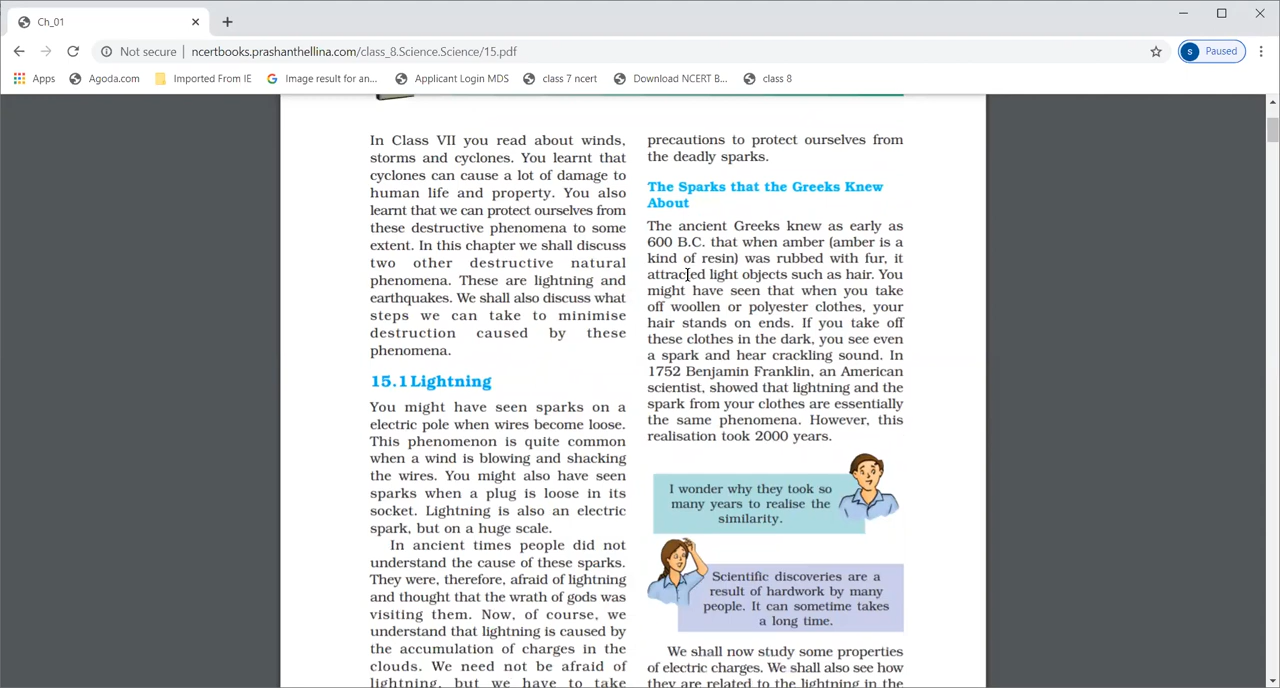 Ch_01
Not secure | ncertbooks.prashanthellina.com/class_8.Science.Science/15.pdf
s Paused
Apps Agoda.com Imported From IE Image result for an... Applicant Login MDS class 7 ncert Download NCERT B... class 8
In Class VII you read about winds,
storms and cyclones. You learnt that
cyclones can cause a lot of damage to
human life and property. You also
learnt that we can protect ourselves from
these destructive phenomena to some
extent. In this chapter we shall discuss
two other destructive natural
phenomena. These are lightning and
earthquakes. We shall also discuss what
steps we can take to minimise
destruction caused by these
phenomena.
15.1 Lightning
You might have seen sparks on a
electric pole when wires become loose.
This phenomenon is quite common
when a wind is blowing and shacking
the wires. You might also have seen
sparks when a plug is loose in its
socket. Lightning is also an electric
spark, but on a huge scale.
In ancient times people did not
understand the cause of these sparks.
They were, therefore, afraid of lightning
and thought that the wrath of gods was
visiting them. Now, of course, we
understand that lightning is caused by
the accumulation of charges in the
clouds. We need not be afraid of
lightning, but we have to take
precautions to protect ourselves from
the deadly sparks.
The Sparks that the Greeks Knew
About
The ancient Greeks knew as early as
600 B.C. that when amber (amber is a
kind of resin) was rubbed with fur, it
attraced light objects such as hair. You
might have seen that when you take
off woollen or polyester clothes, your
hair stands on ends. If you take off
these clothes in the dark, you see even
a spark and hear crackling sound. In
1752 Benjamin Franklin, an American
scientist, showed that lightning and the
spark from your clothes are essentially
the same phenomena. However, this
realisation took 2000 years.
I wonder why they took so
many years to realise the
similarity.
Scientific discoveries are a
result of hardwork by many
people. It can sometime takes
a long time.
We shall now study some properties
of electric charges. We shall also see how
they are related to the lightning in the